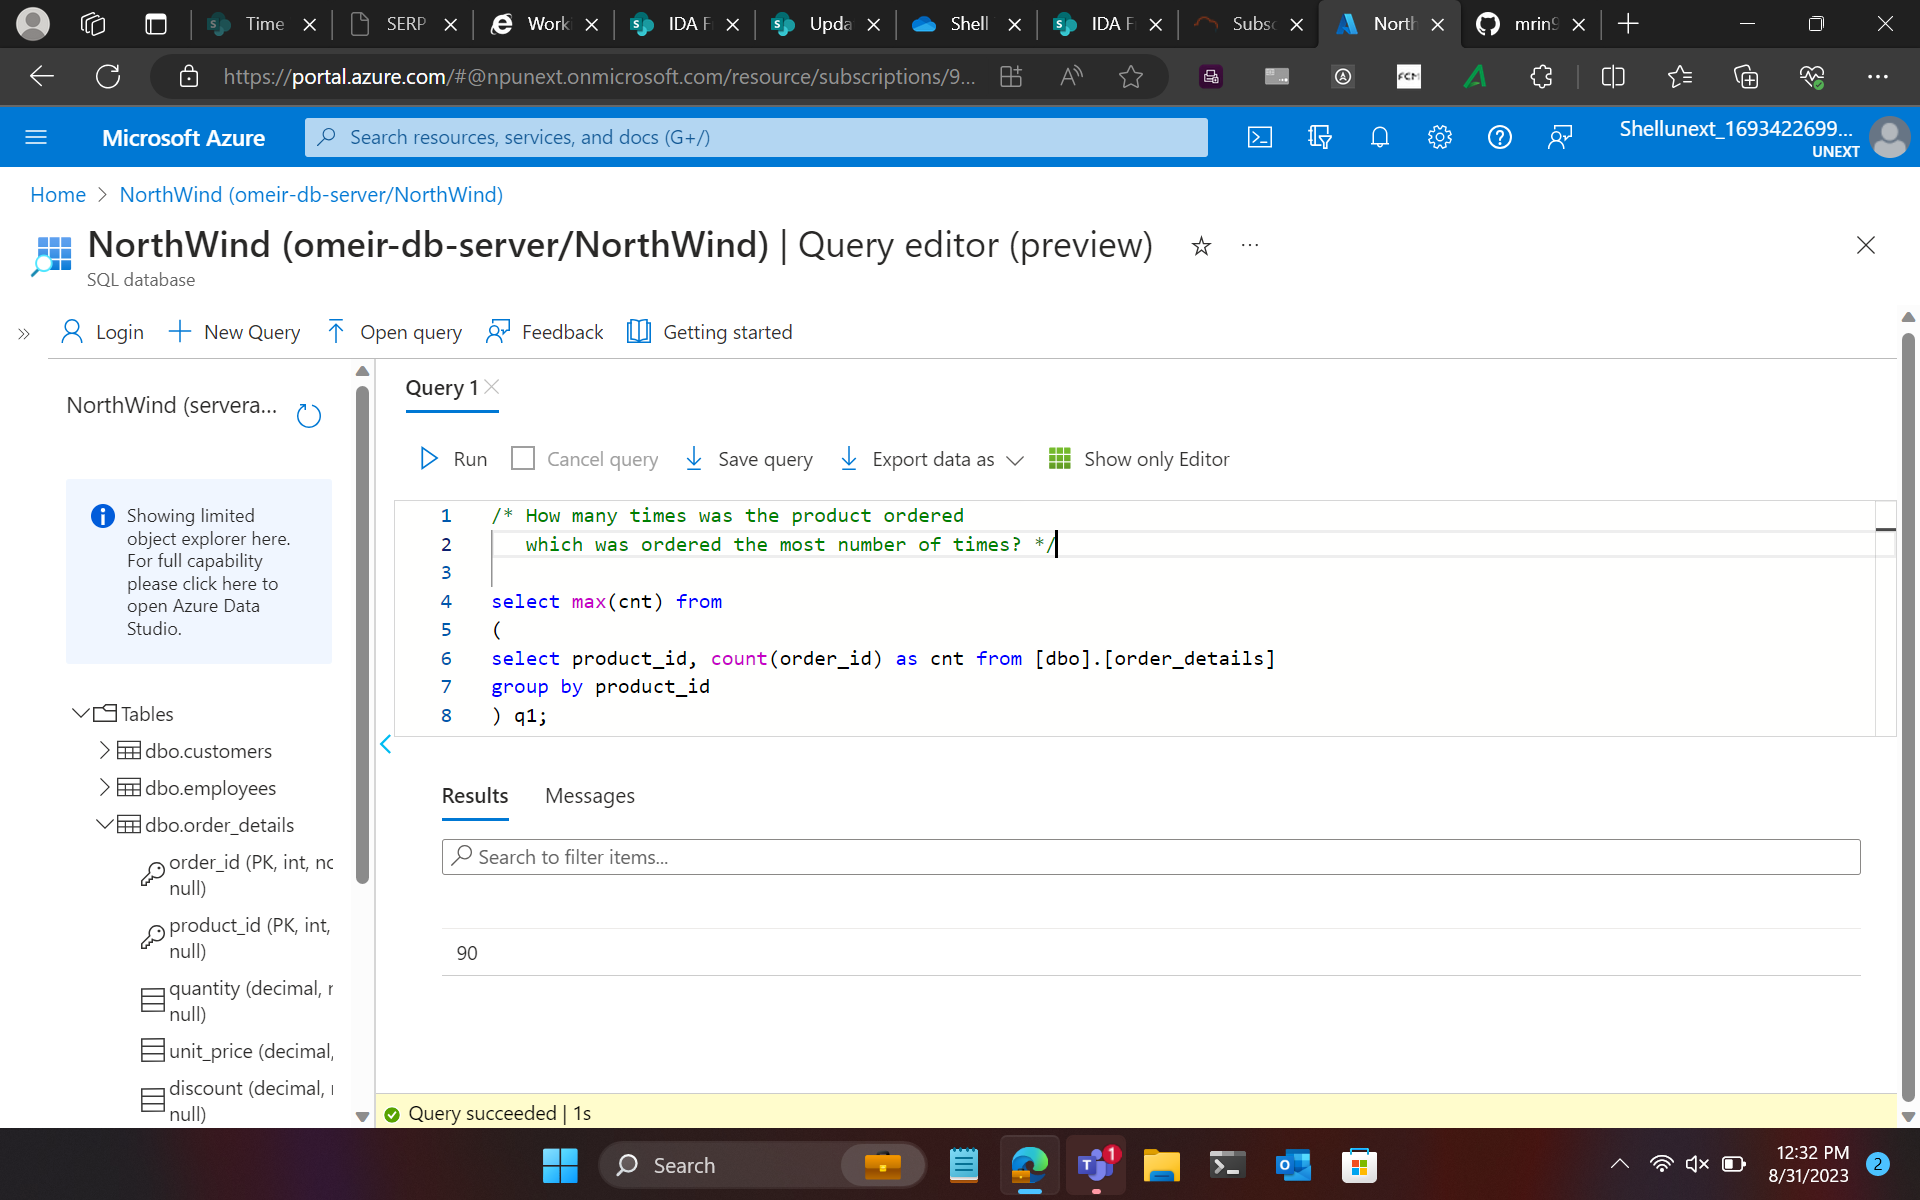 Time
SERP
Worki
IDA F
Upda
Shell
IDA F
Subsc
North
mrin9
https://portal.azure.com/#@npunext.onmicrosoft.com/resource/subscriptions/9...
Microsoft Azure
Search resources, services, and docs (G+/)
Shellunext_1693422699...
UNEXT
Home > NorthWind (omeir-db-server/NorthWind)
NorthWind (omeir-db-server/NorthWind) | Query editor (preview)
SQL database
Login
New Query
Open query
Feedback
Getting started
NorthWind (servera...
Showing limited
object explorer here.
For full capability
please click here to
open Azure Data
Studio.
Tables
dbo.customers
dbo.employees
dbo.order_details
order_id (PK, int, no
null)
product_id (PK, int,
null)
quantity (decimal, r
null)
unit_price (decimal,
discount (decimal,
null)
Query 1
Run
Cancel query
Save query
Export data as
Show only Editor
1 /* How many times was the product ordered
2 which was ordered the most number of times? */
3
4 select max(cnt) from
5 (
6 select product_id, count(order_id) as cnt from [dbo].[order_details]
7 group by product_id
8 ) q1;
Results
Messages
Search to filter items...
90
Query succeeded | 1s
Search
1
12:32 PM
8/31/2023
2